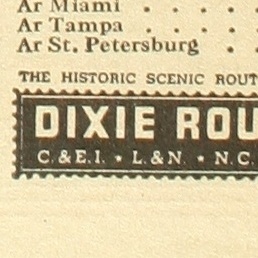 Ar Miami . . . .
Ar Tampa . . . .
Ar St. Petersburg . .
THE HISTORIC SCENIC ROUT
DIXIE ROU
C.&E.I. ★ L.&N. ★ N.C.